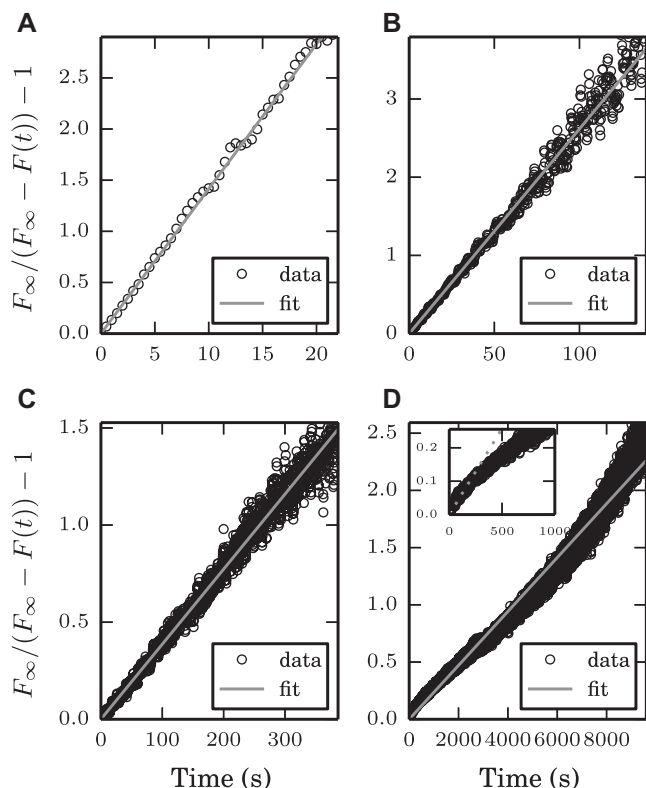 A
B
F∞/(F∞ − F(t)) − 1
2.5
2.0
1.5
1.0
0.5
0.0
0 5 10 15 20
data
fit
3
2
1
0
0 50 100
data
fit
C
D
F∞/(F∞ − F(t)) − 1
1.5
1.0
0.5
0.0
0 100 200 300
data
fit
Time (s)
2.5
2.0
1.5
1.0
0.5
0.0
0.2
0.1
0.0
0 500 1000
0 2000 4000 6000 8000
data
fit
Time (s)